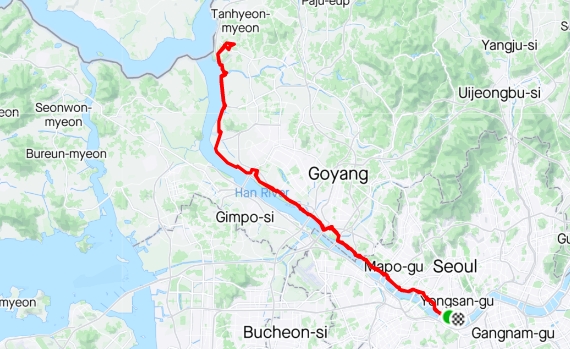 Paju-eup
Tanhyeon-
myeon
Yangju-si
Uijeongbu-si
Seonwon-
myeon
Bureun-myeon
Goyang
Han River
Gimpo-si
Mapo-gu
Seoul
myeon
Yongsan-gu
Bucheon-si
Gangnam-gu